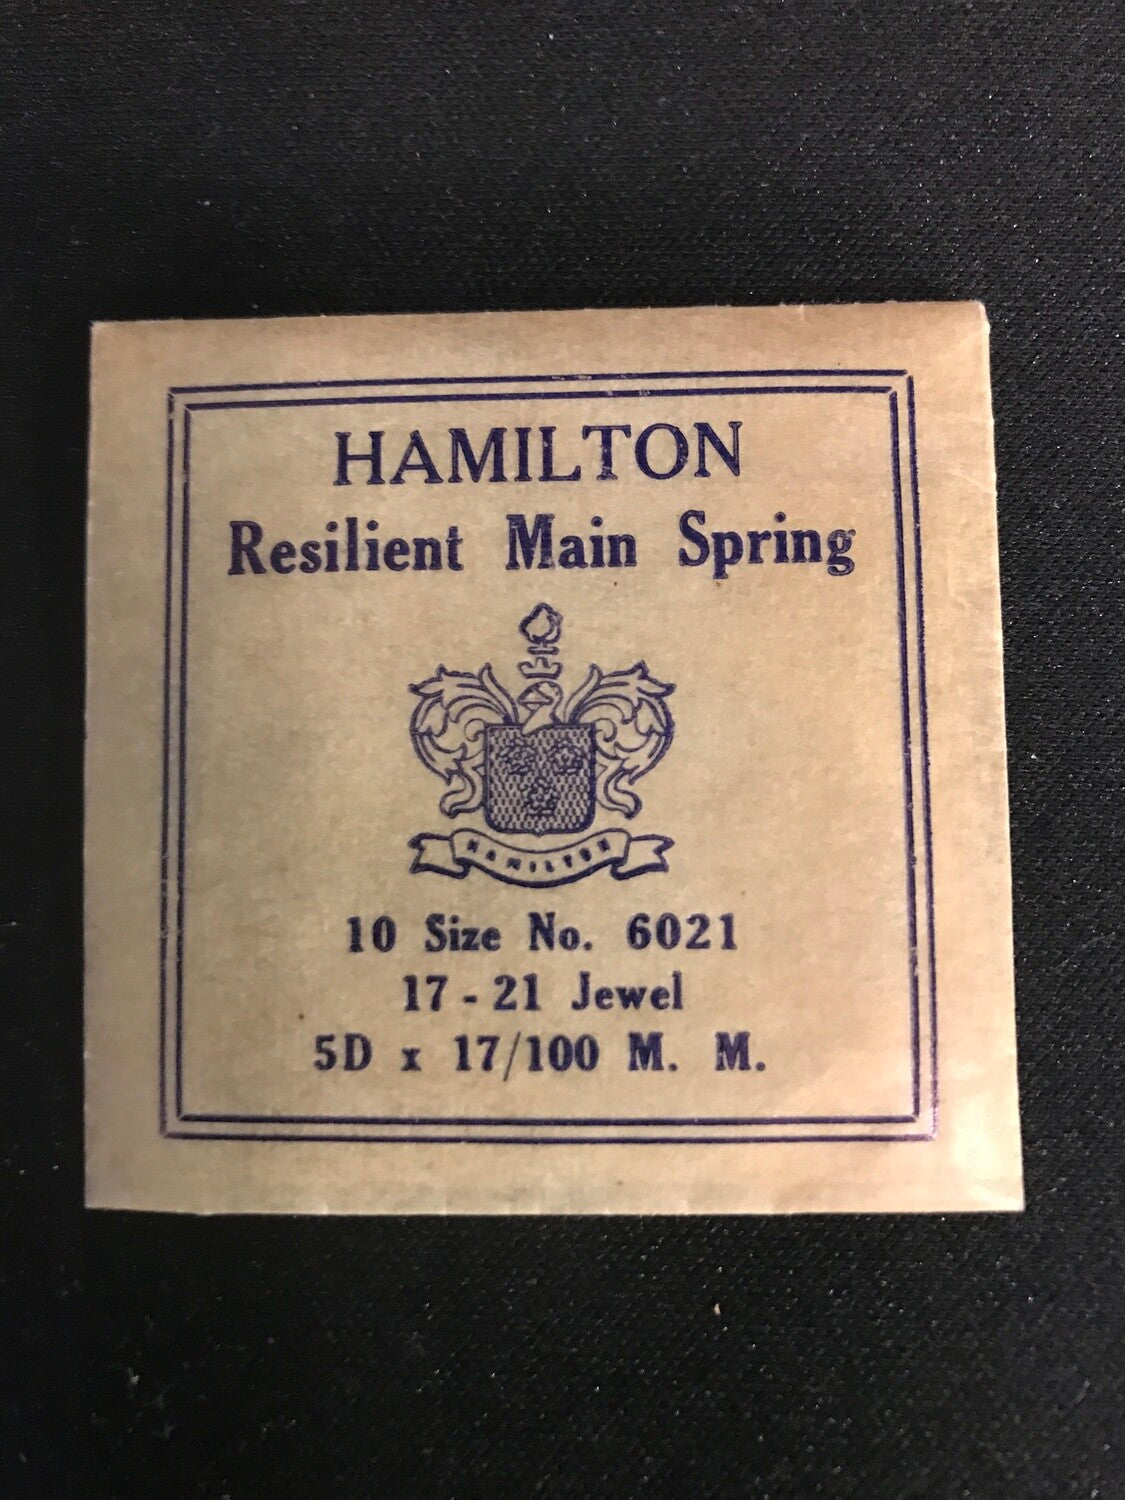 HAMILTON
Resilient Main Spring
HAMILTON
10 Size No. 6021
17 - 21 Jewel
5D x 17/100 M. M.